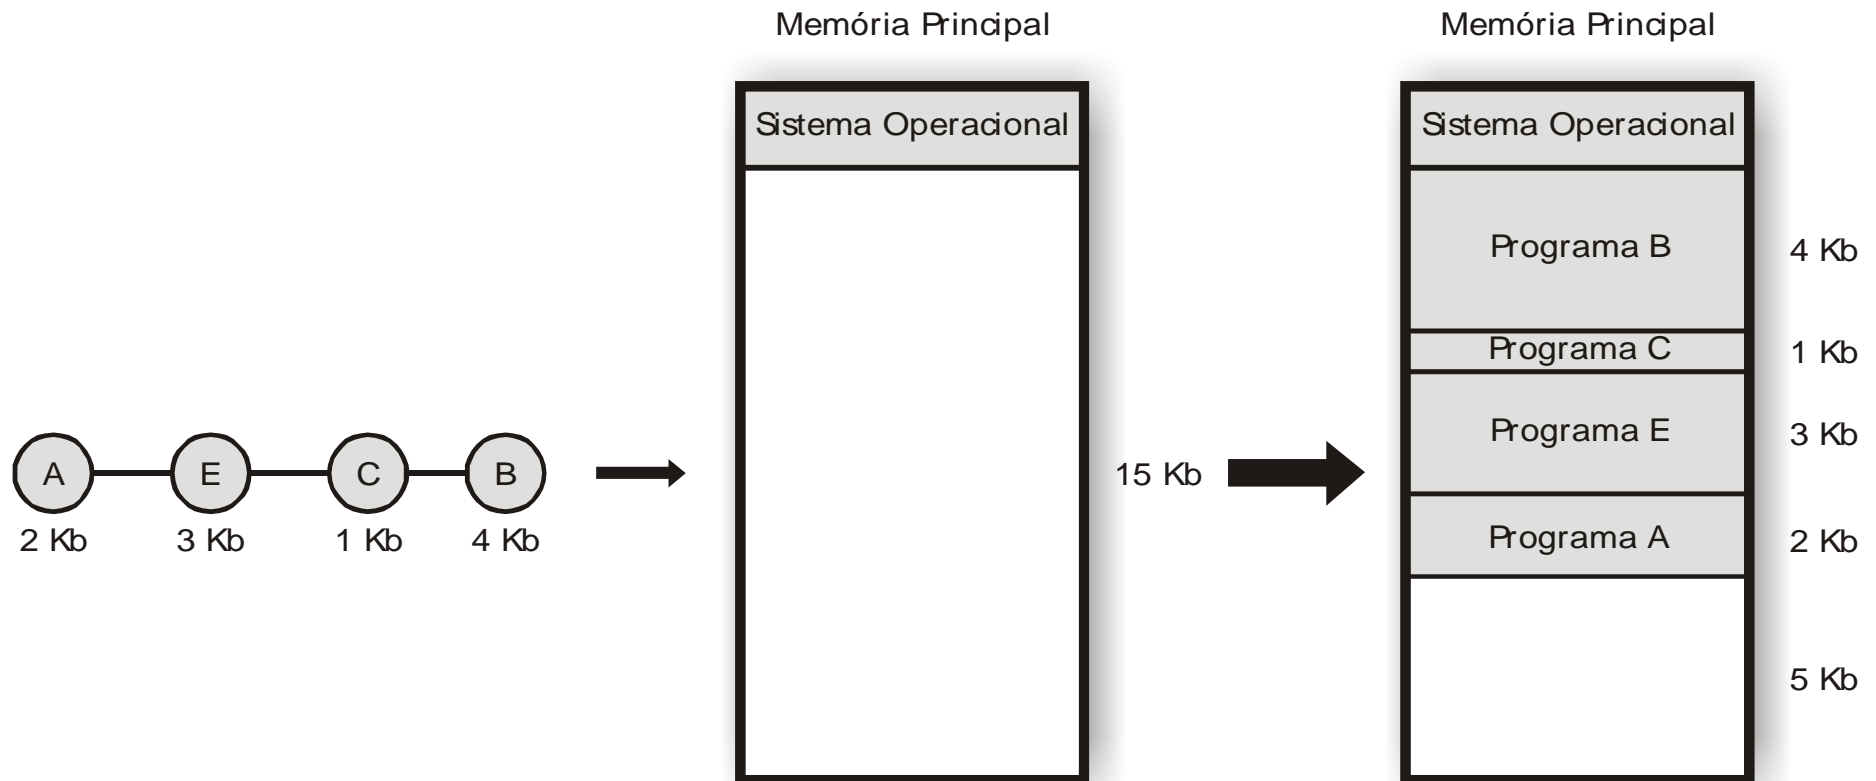 Memória Principal
Memória Principal
Sistema Operacional
Sistema Operacional
Programa B
4 Kb
Programa C
1 Kb
Programa E
3 Kb
A
E
C
B
15 Kb
2 Kb
3 Kb
1 Kb
4 Kb
Programa A
2 Kb
5 Kb